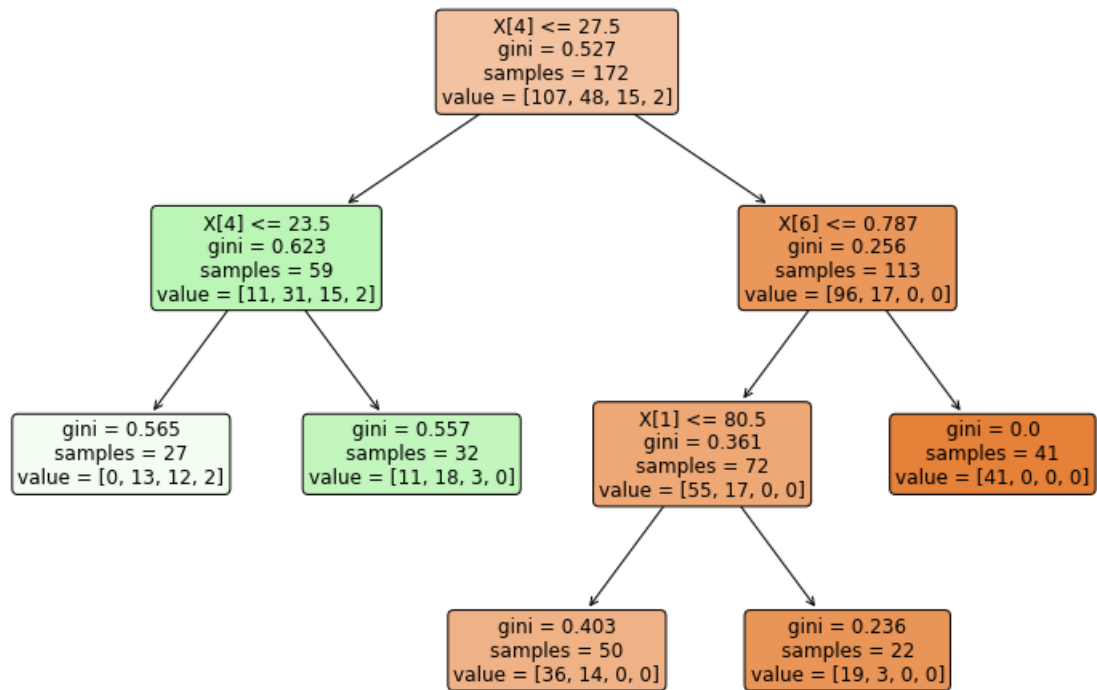 X[4] <= 27.5
gini = 0.527
samples = 172
value = [107, 48, 15, 2]
X[4] <= 23.5
gini = 0.623
samples = 59
value = [11, 31, 15, 2]
X[6] <= 0.787
gini = 0.256
samples = 113
value = [96, 17, 0, 0]
gini = 0.565
samples = 27
value = [0, 13, 12, 2]
gini = 0.557
samples = 32
value = [11, 18, 3, 0]
X[1] <= 80.5
gini = 0.361
samples = 72
value = [55, 17, 0, 0]
gini = 0.0
samples = 41
value = [41, 0, 0, 0]
gini = 0.403
samples = 50
value = [36, 14, 0, 0]
gini = 0.236
samples = 22
value = [19, 3, 0, 0]